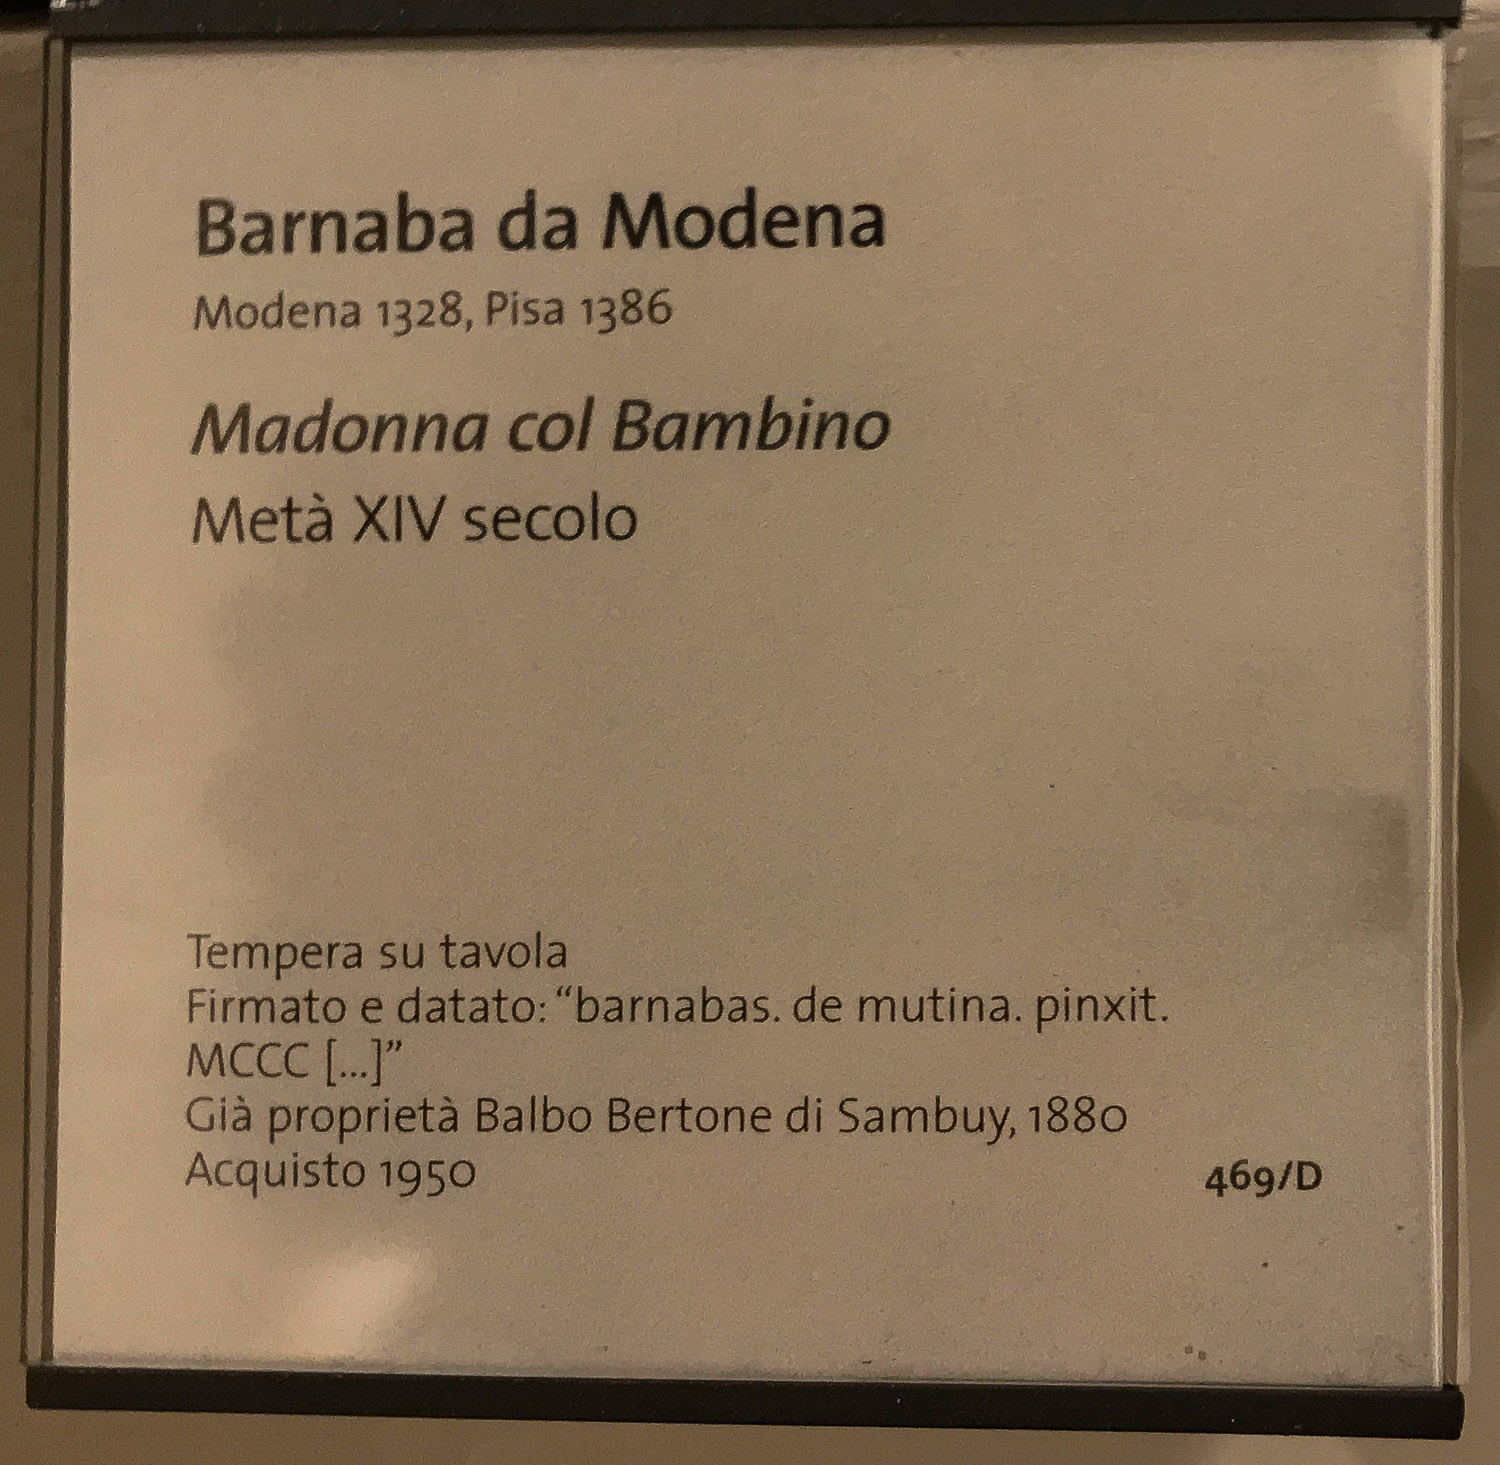 Barnaba da Modena
Modena 1328, Pisa 1386
Madonna col Bambino
Metà XIV secolo
Tempera su tavola
Firmato e datato: “barnabas. de mutina. pinxit.
MCCC [...]”
Già proprietà Balbo Bertone di Sambuy, 1880
Acquisto 1950
469/D